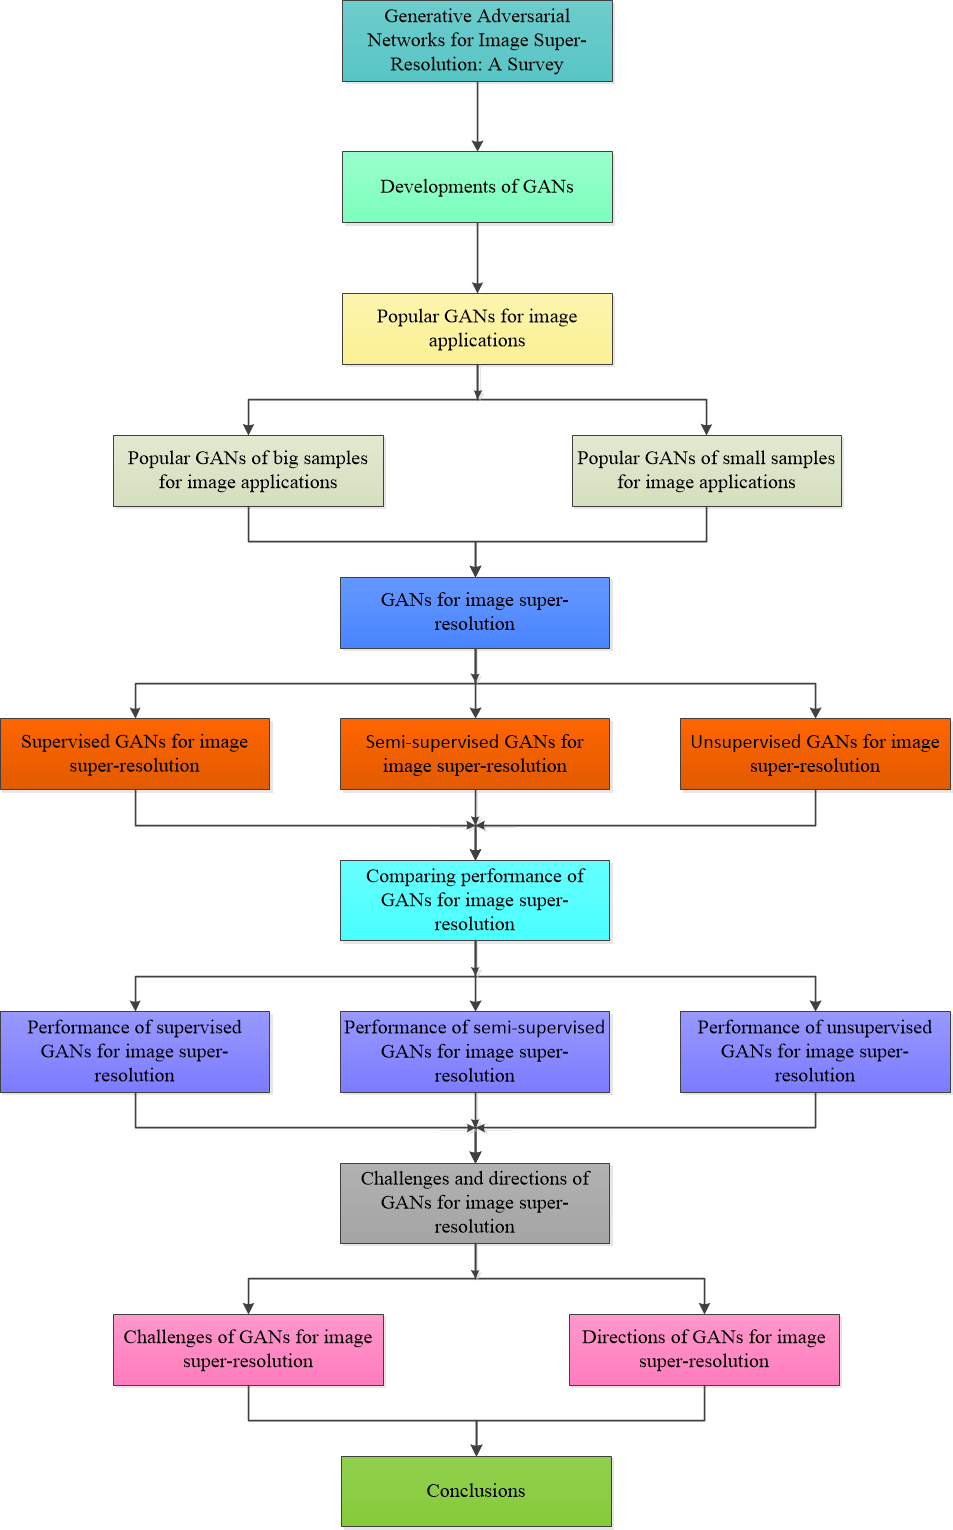 Generative Adversarial
Networks for Image Super-
Resolution: A Survey
Developments of GANs
Popular GANs for image
applications
Popular GANs of big samples
for image applications
Popular GANs of small samples
for image applications
GANs for image super-
resolution
Supervised GANs for image
super-resolution
Semi-supervised GANs for
image super-resolution
Unsupervised GANs for image
super-resolution
Comparing performance of
GANs for image super-
resolution
Performance of supervised
GANs for image super-
resolution
Performance of semi-supervised
GANs for image super-
resolution
Performance of unsupervised
GANs for image super-
resolution
Challenges and directions of
GANs for image super-
resolution
Challenges of GANs for image
super-resolution
Directions of GANs for image
super-resolution
Conclusions